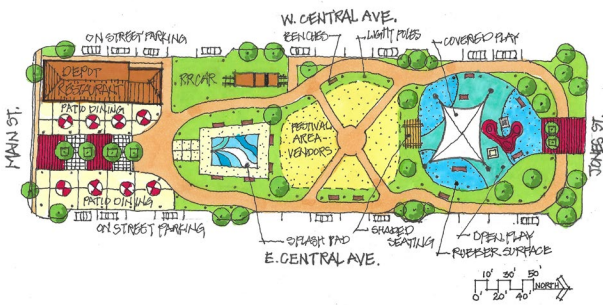 W. CENTRAL AVE.
ON STREET PARKING
BENCHES
LIGHT POLES
COVERED PLAY
DEPOT
RESTAURANT
RRCAR
PATIO DINING
MAIN ST.
FESTIVAL
AREA
VENDORS
JONES ST.
PATIO DINING
ON STREET PARKING
SPLASH PAD
SHADED
SEATING
OPEN PLAY
RUBBER SURFACE
E. CENTRAL AVE.
10' 30' 50'
0' 20' 40'
NORTH